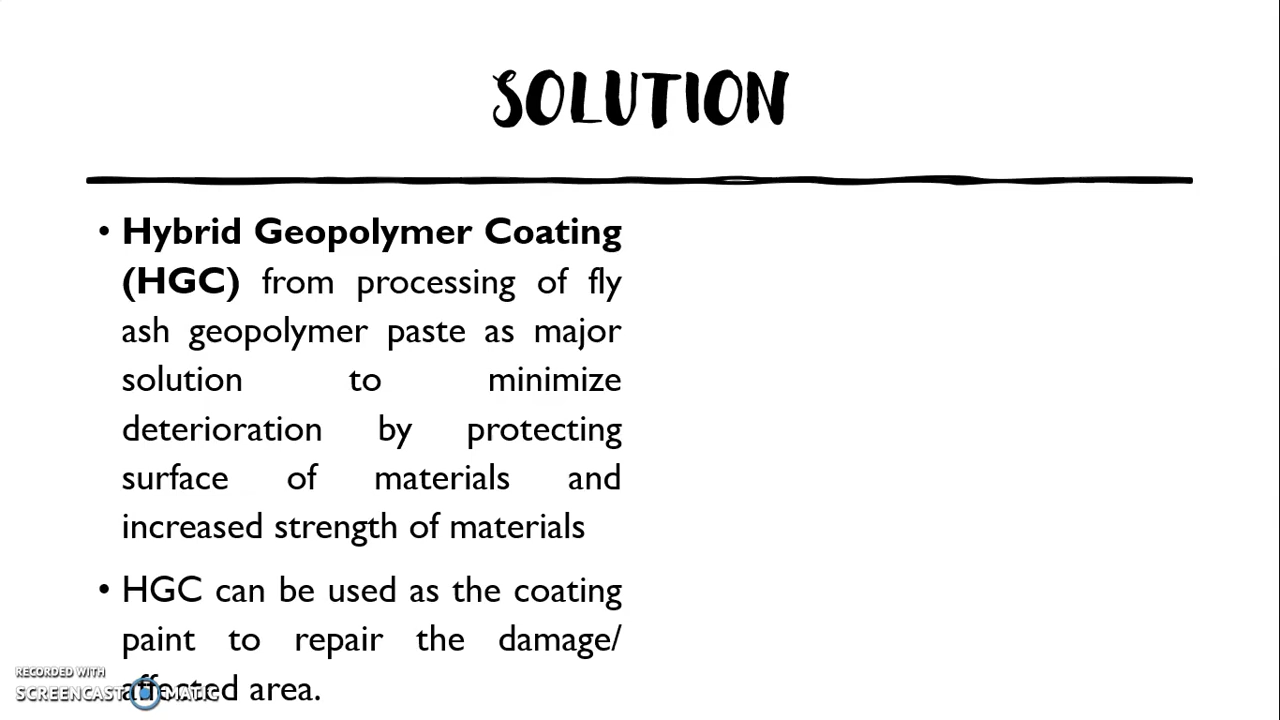 SOLUTION
• Hybrid Geopolymer Coating
(HGC) from processing of fly
ash geopolymer paste as major
solution to minimize
deterioration by protecting
surface of materials and
increased strength of materials
• HGC can be used as the coating
paint to repair the damage/
affected area.
RECORDED WITH
SCREENCAST MATIC